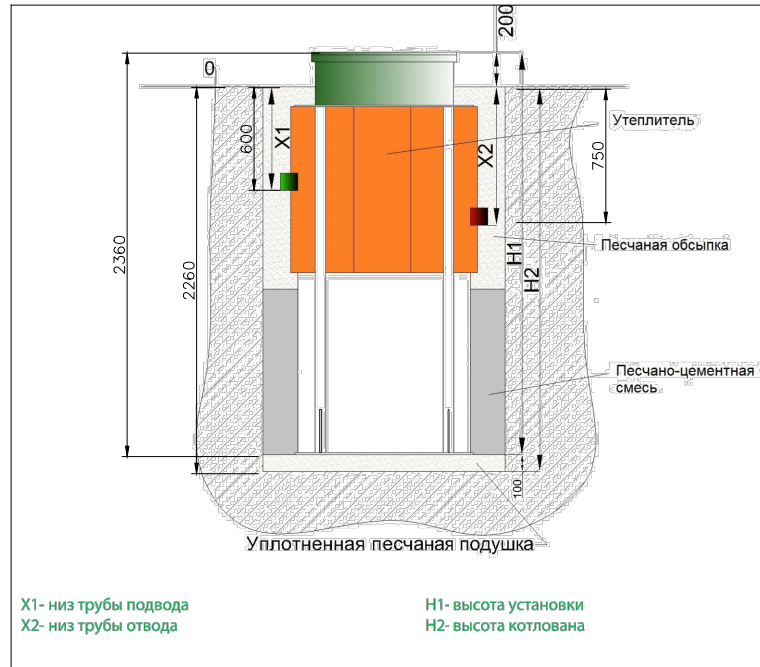 200
0
X1
600
X2
Утеплитель
750
Песчаная обсыпка
2360
2260
H1
H2
Песчано-цементная
смесь
100
Уплотненная песчаная подушка
X1- низ трубы подвода
X2- низ трубы отвода
H1- высота установки
H2- высота котлована